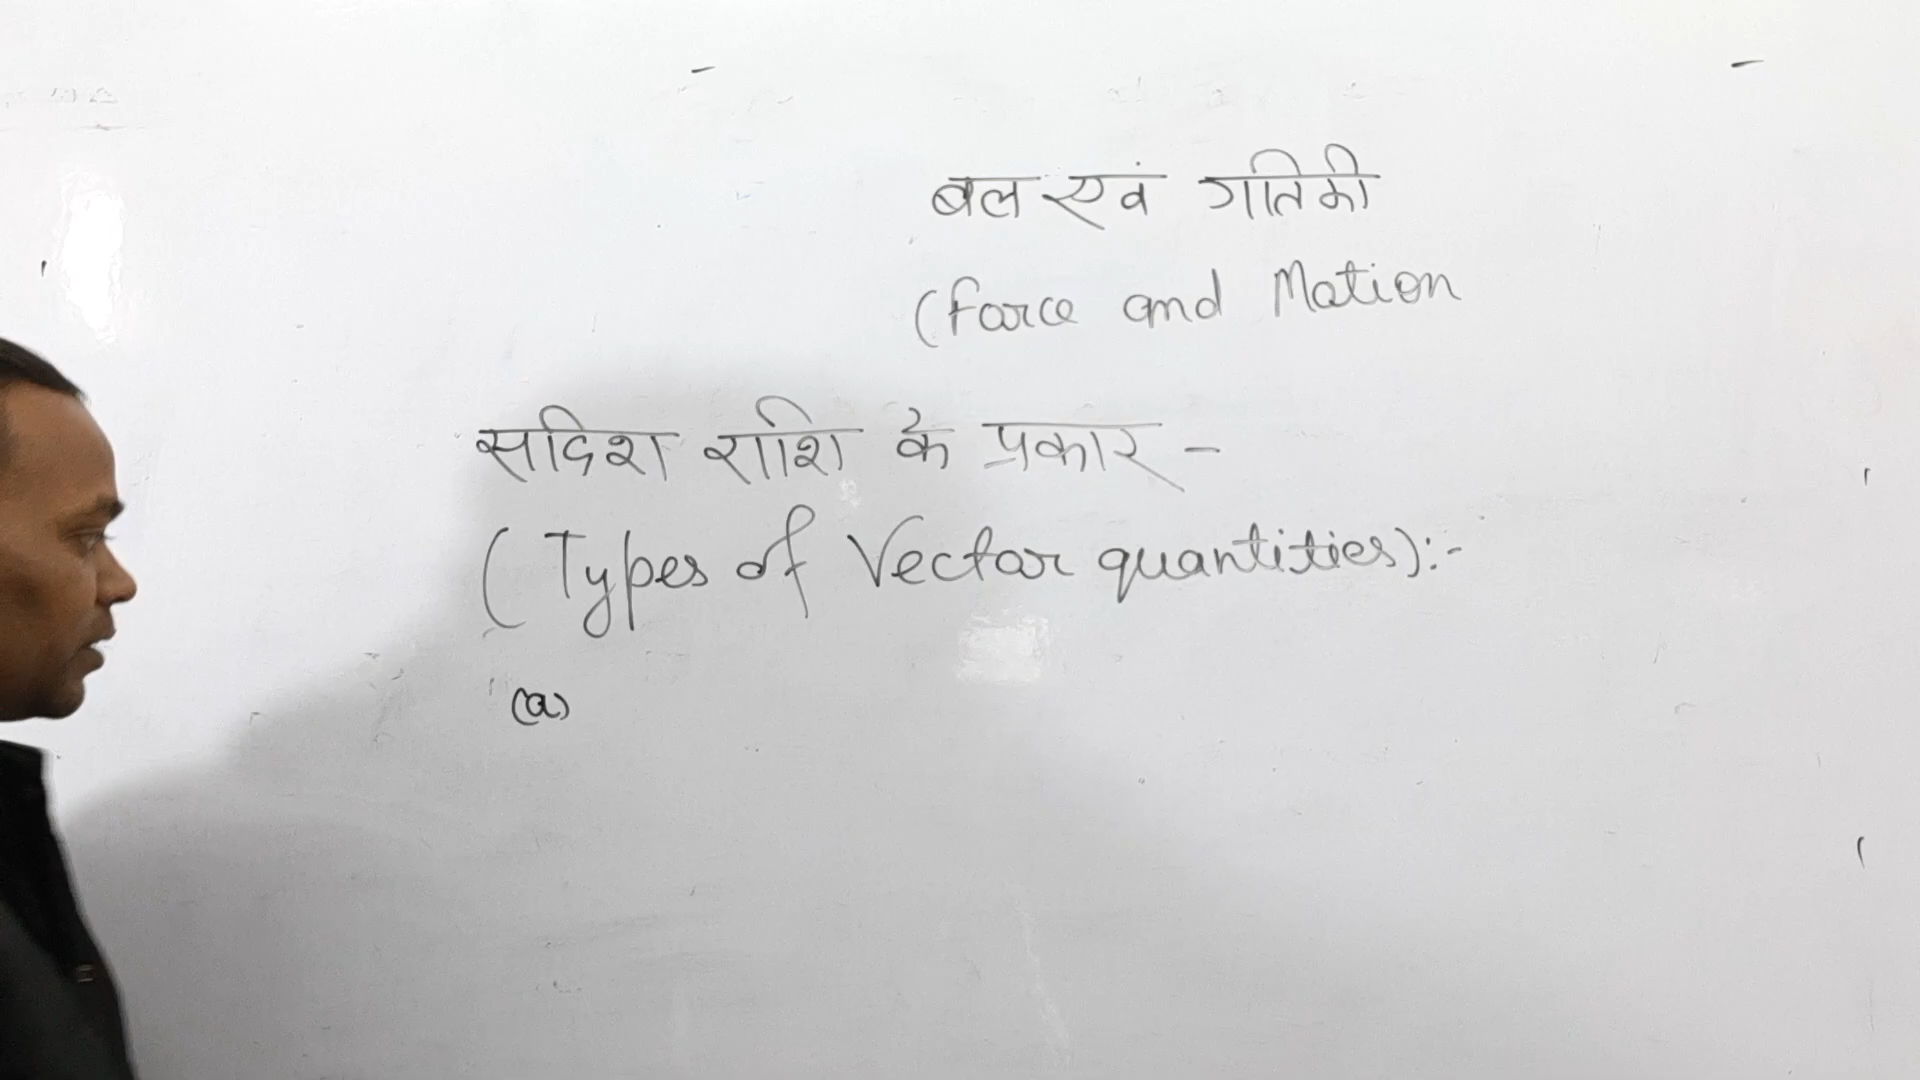 बल एवं गतिकी
(Force and Motion
सदिश राशि के प्रकार -
(Types of Vector quantities):-
(a)